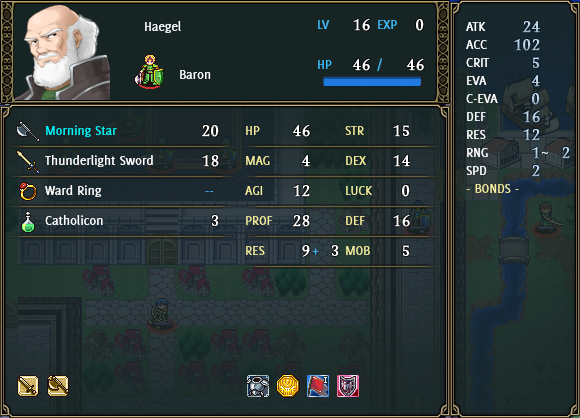 Haegel LV 16 EXP 0
Baron HP 46 / 46
Morning Star 20
Thunderlight Sword 18
Ward Ring --
Catholicon 3
HP 46 STR 15
MAG 4 DEX 14
AGI 12 LUCK 0
PROF 28 DEF 16
RES 9+ 3 MOB 5
ATK 24
ACC 102
CRIT 5
EVA 4
C-EVA 0
DEF 16
RES 12
RNG 1~ 2
SPD 2
- BONDS -